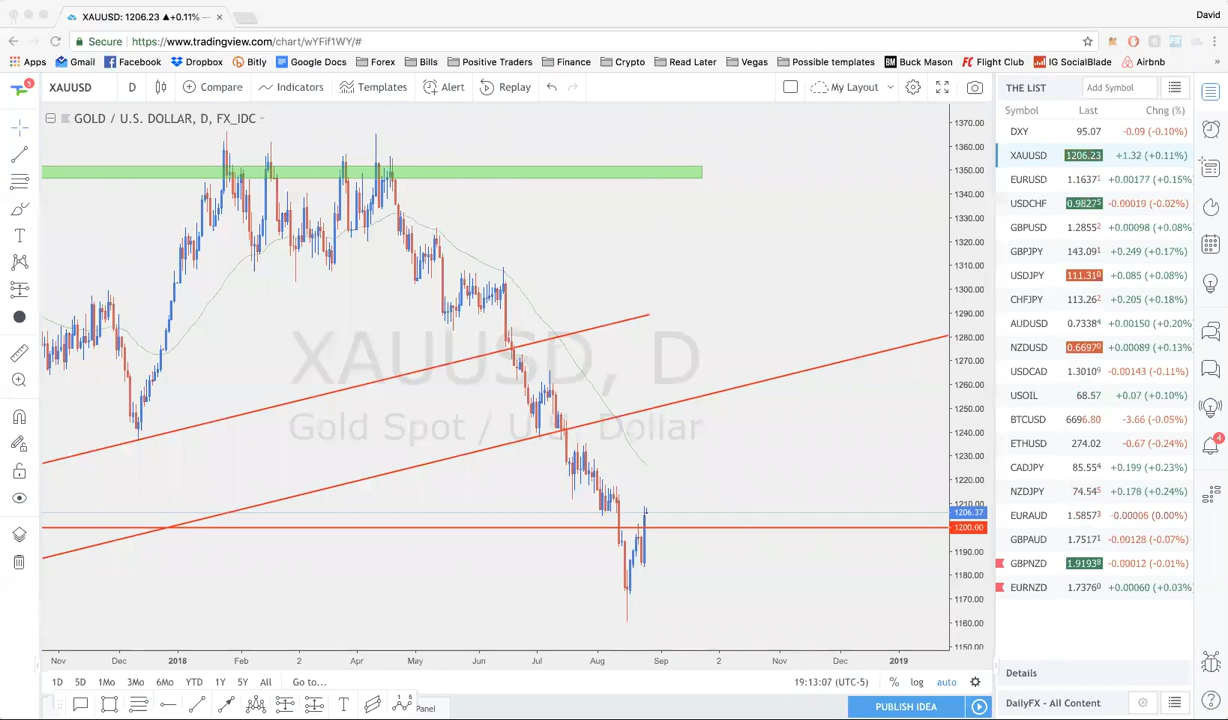 XAUUSD: 1206.23 ▲+0.11% —
David
Secure https://www.tradingview.com/chart/wYFif1WY/#
Apps Gmail Facebook Dropbox Bitly Google Docs Forex Bills Positive Traders Finance Crypto Read Later Vegas Possible templates Buck Mason Flight Club IG SocialBlade Airbnb
5 XAUUSD D Compare Indicators Templates Alert Replay My Layout
THE LIST Add Symbol
Symbol Last Chng (%)
GOLD / U.S. DOLLAR, D, FX_IDC
DXY 95.07 -0.09 (-0.10%)
XAUUSD 1206.23 +1.32 (+0.11%)
EURUSD 1.1637¹ +0.00177 (+0.15%
USDCHF 0.9827⁵ -0.00019 (-0.02%)
GBPUSD 1.2855² +0.00098 (+0.08%
GBPJPY 143.09¹ +0.249 (+0.17%)
USDJPY 111.31⁰ +0.085 (+0.08%)
CHFJPY 113.26² +0.205 (+0.18%)
AUDUSD 0.7338⁴ +0.00150 (+0.20%
NZDUSD 0.6697⁰ +0.00089 (+0.13%
USDCAD 1.3010⁹ -0.00143 (-0.11%)
USOIL 68.57 +0.07 (+0.10%)
BTCUSD 6696.80 -3.66 (-0.05%)
ETHUSD 274.02 -0.67 (-0.24%)
CADJPY 85.55⁴ +0.199 (+0.23%)
NZDJPY 74.54⁵ +0.178 (+0.24%)
EURAUD 1.5857³ -0.00006 (0.00%)
GBPAUD 1.7517¹ -0.00128 (-0.07%)
GBPNZD 1.9193⁸ -0.00012 (-0.01%)
EURNZD 1.7376⁰ +0.00060 (+0.03%
4
1370.00
1360.00
1350.00
1340.00
1330.00
1320.00
1310.00
1300.00
1290.00
1280.00
1270.00
1260.00
1250.00
1240.00
1230.00
1220.00
1210.00
1206.37
1200.00
1190.00
1180.00
1170.00
1160.00
1150.00
XAUUSD, D
Gold Spot / U.S. Dollar
Nov Dec 2018 Feb 2 Apr May Jun Jul Aug Sep 2 Nov Dec 2019
1D 5D 1Mo 3Mo 6Mo YTD 1Y 5Y All Go to... 19:13:07 (UTC-5) % log auto
Details
Panel
PUBLISH IDEA
DailyFX - All Content